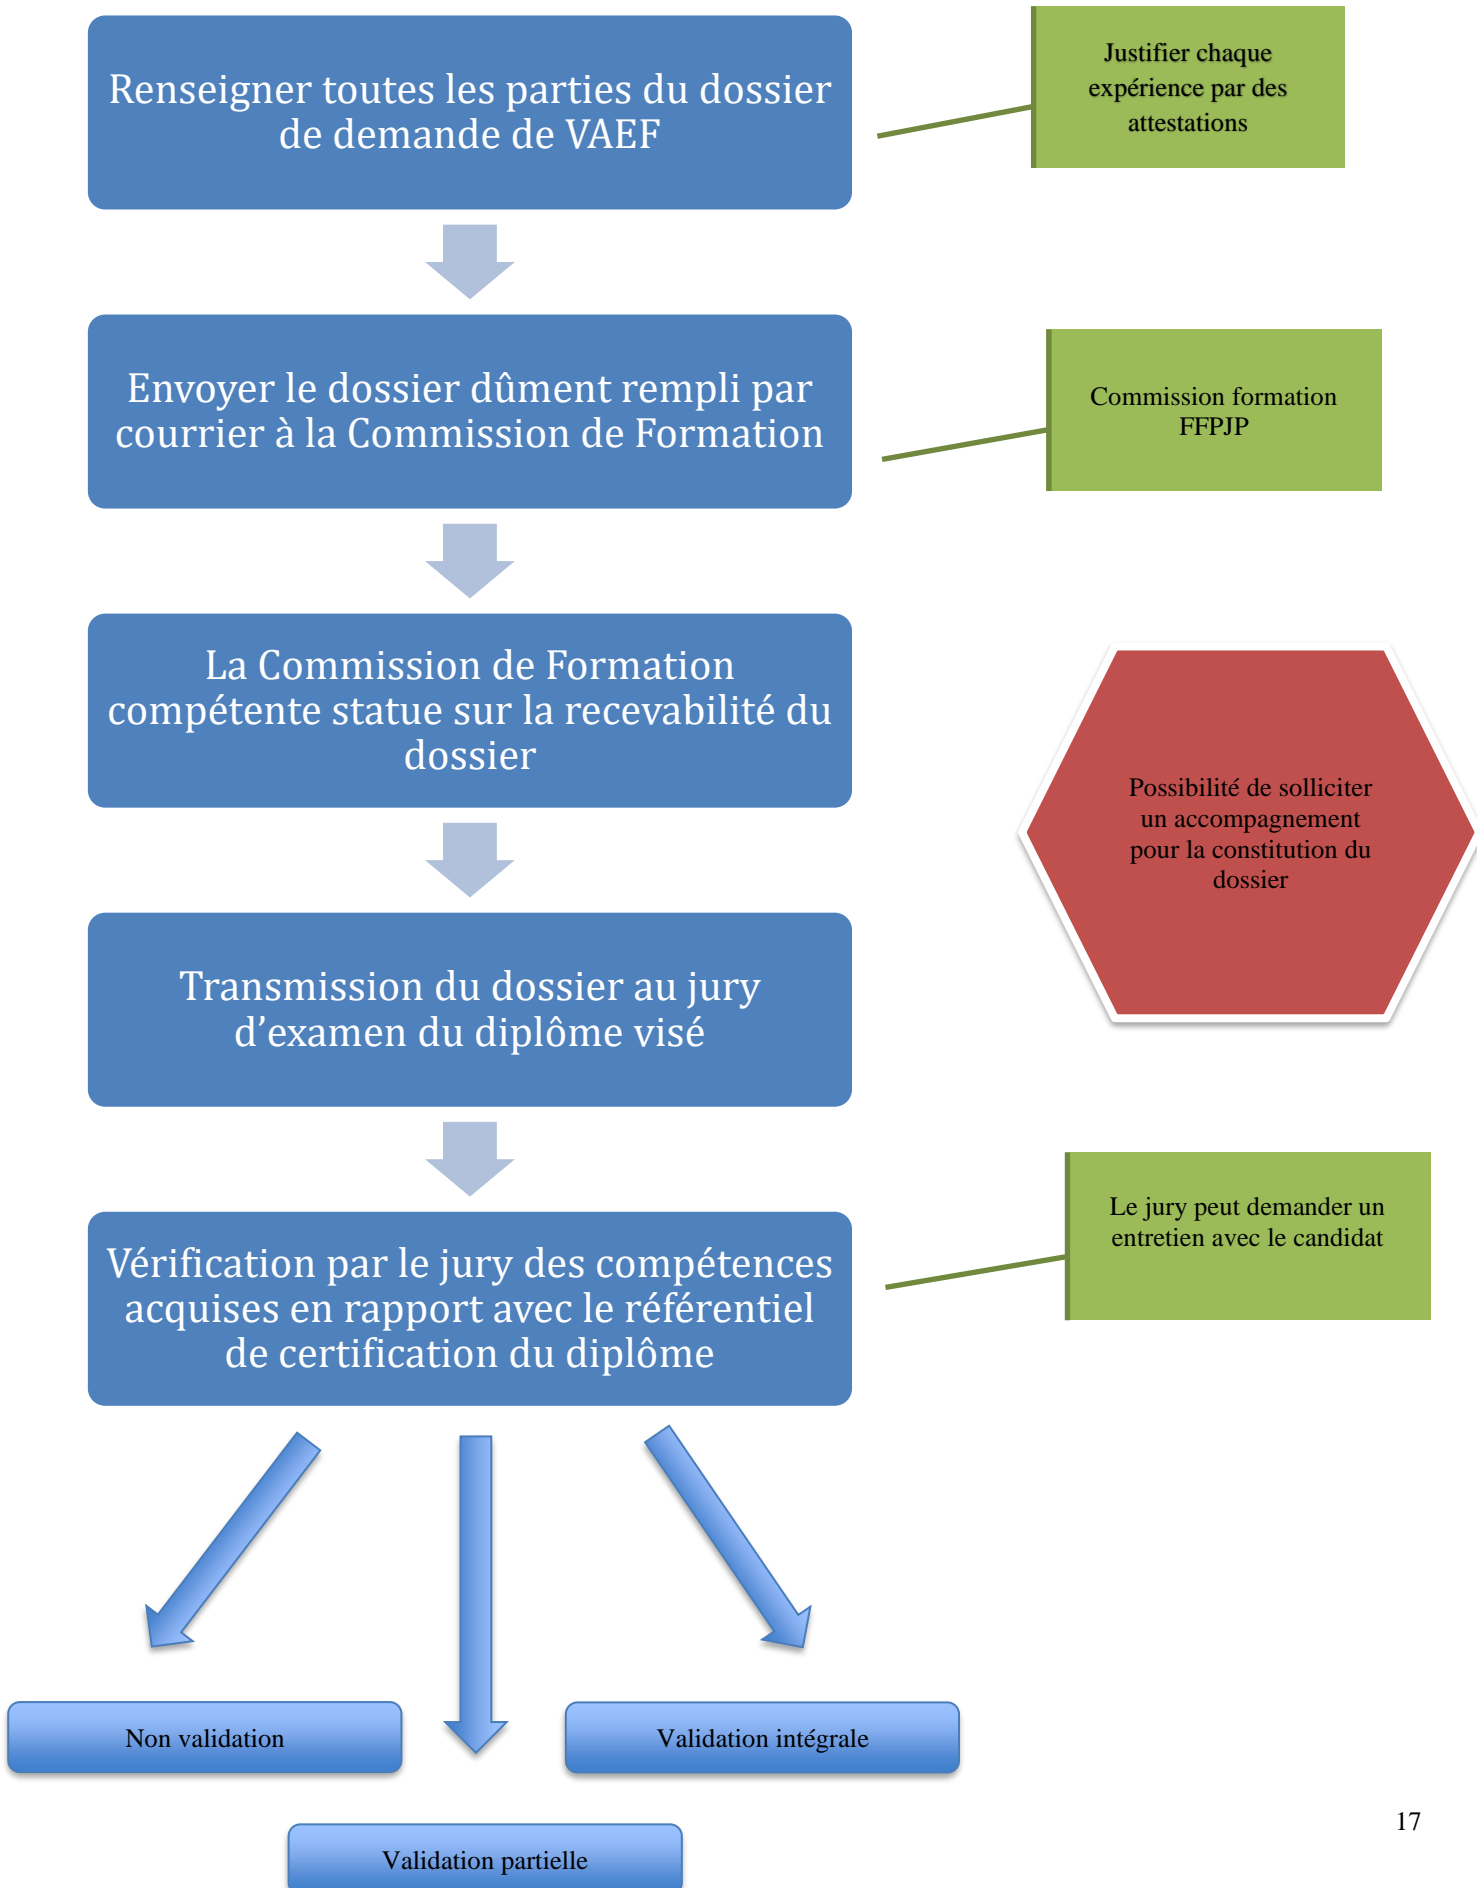 Renseigner toutes les parties du dossier
de demande de VAEF
Justifier chaque
expérience par des
attestations
Envoyer le dossier dûment rempli par
courrier à la Commission de Formation
Commission formation
FFPJP
La Commission de Formation
compétente statue sur la recevabilité du
dossier
Possibilité de solliciter
un accompagnement
pour la constitution du
dossier
Transmission du dossier au jury
d’examen du diplôme visé
Vérification par le jury des compétences
acquises en rapport avec le référentiel
de certification du diplôme
Le jury peut demander un
entretien avec le candidat
Non validation
Validation intégrale
Validation partielle
17